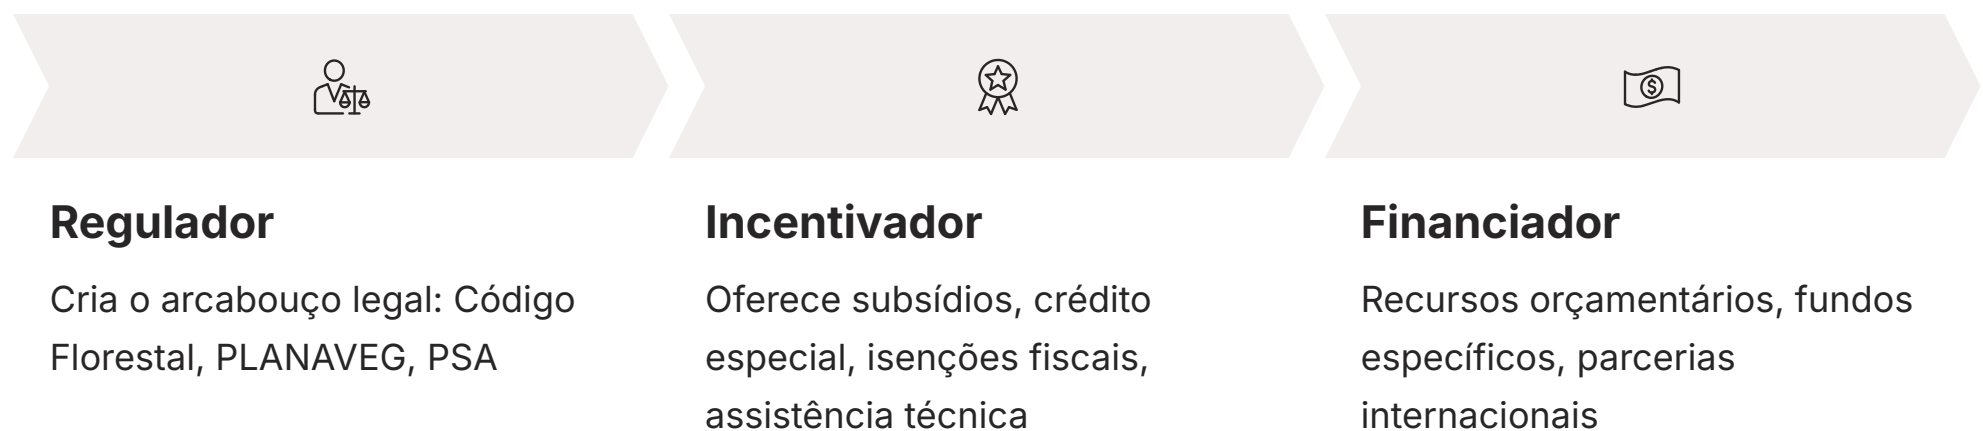 Regulador
Cria o arcabouço legal: Código
Florestal, PLANAVEG, PSA
Incentivador
Oferece subsídios, crédito
especial, isenções fiscais,
assistência técnica
Financiador
Recursos orçamentários, fundos
específicos, parcerias
internacionais